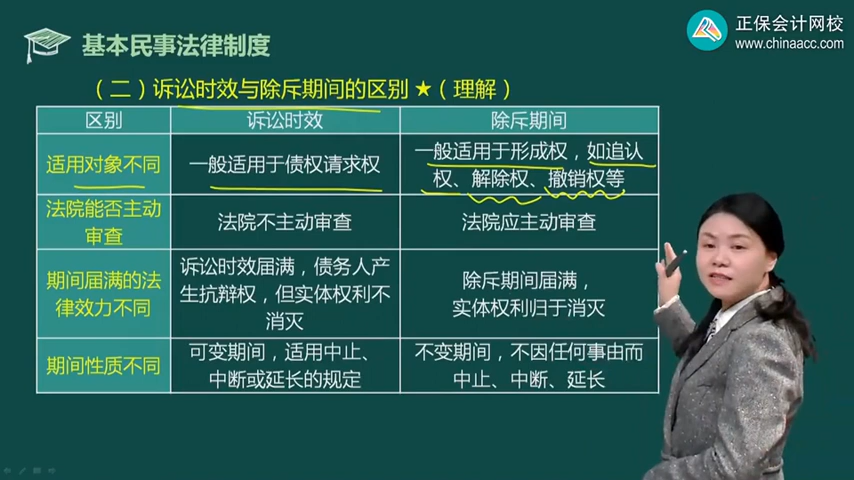 正保会计网校
www.chinaacc.com
基本民事法律制度
（二）诉讼时效与除斥期间的区别 ★（理解）
区别
诉讼时效
除斥期间
适用对象不同
一般适用于债权请求权
一般适用于形成权，如追认
权、解除权、撤销权等
法院能否主动
审查
法院不主动审查
法院应主动审查
期间届满的法
律效力不同
诉讼时效届满，债务人产
生抗辩权，但实体权利不
消灭
除斥期间届满，
实体权利归于消灭
期间性质不同
可变期间，适用中止、
中断或延长的规定
不变期间，不因任何事由而
中止、中断、延长